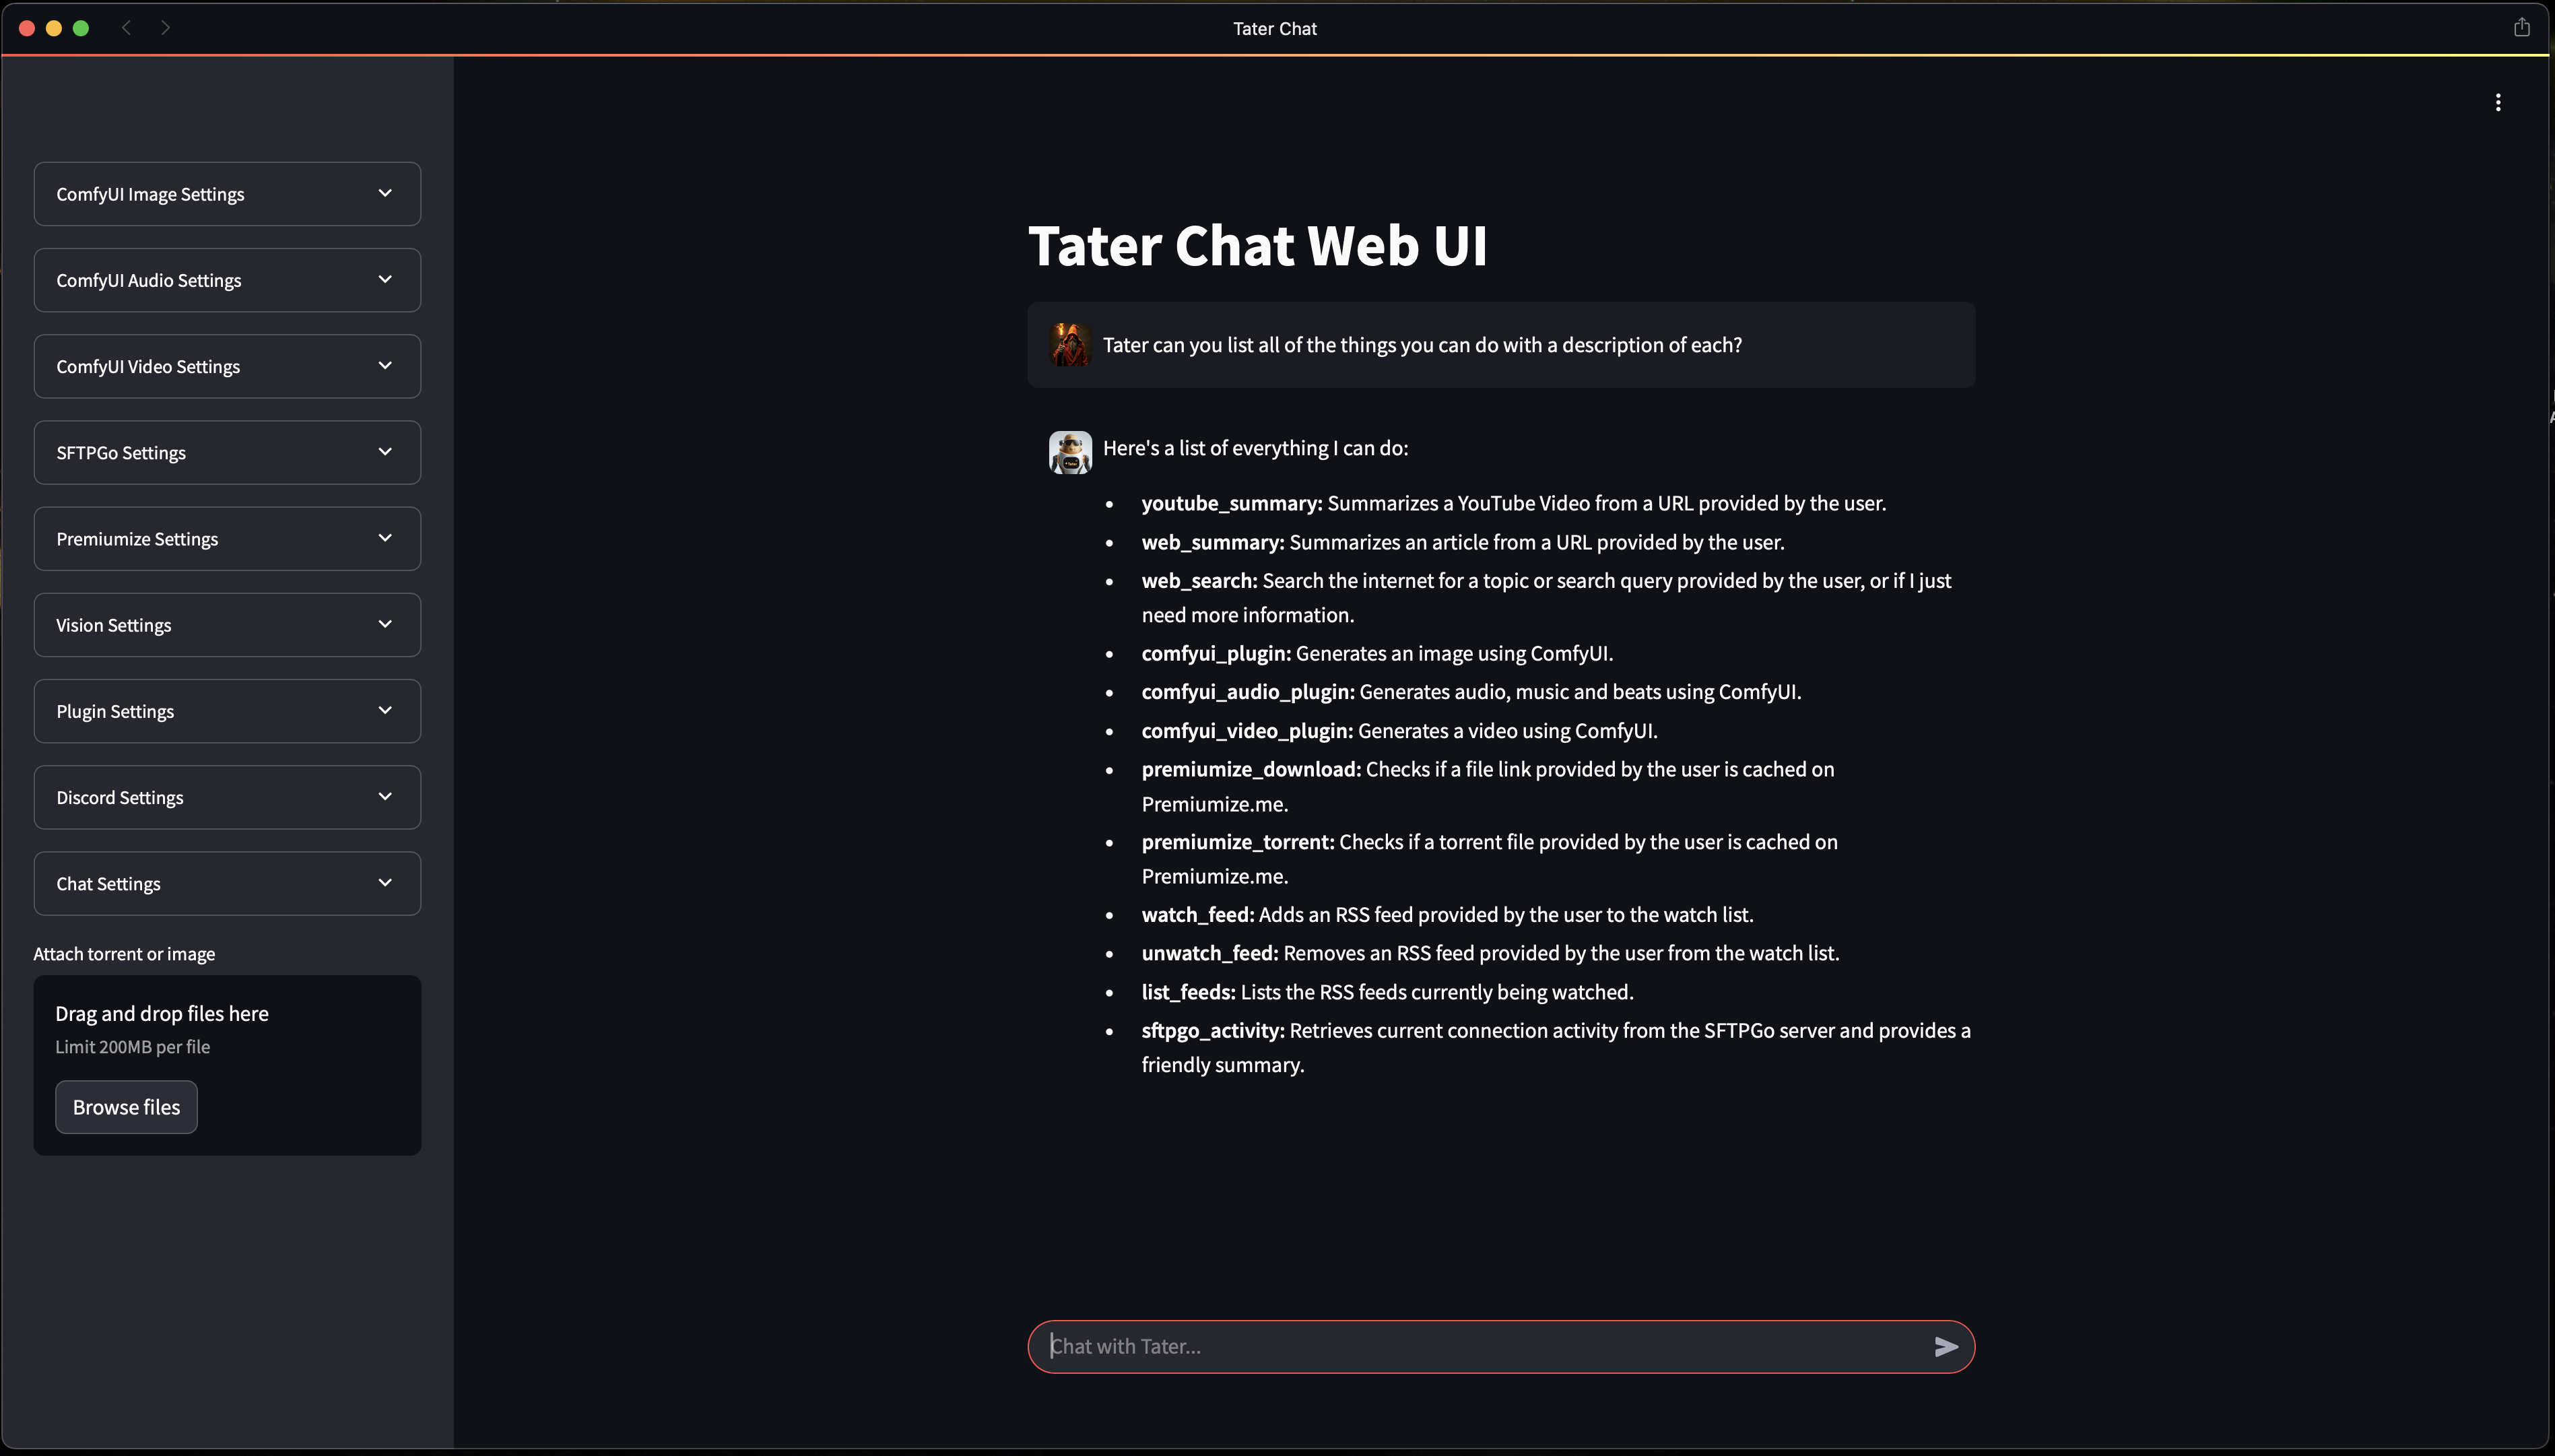 Tater Chat
ComfyUI Image Settings
ComfyUI Audio Settings
ComfyUI Video Settings
SFTPGo Settings
Premiumize Settings
Vision Settings
Plugin Settings
Discord Settings
Chat Settings
Attach torrent or image
Drag and drop files here
Limit 200MB per file
Browse files
Tater Chat Web UI
Tater can you list all of the things you can do with a description of each?
Here's a list of everything I can do:
• youtube_summary: Summarizes a YouTube Video from a URL provided by the user.
• web_summary: Summarizes an article from a URL provided by the user.
• web_search: Search the internet for a topic or search query provided by the user, or if I just
need more information.
• comfyui_plugin: Generates an image using ComfyUI.
• comfyui_audio_plugin: Generates audio, music and beats using ComfyUI.
• comfyui_video_plugin: Generates a video using ComfyUI.
• premiumize_download: Checks if a file link provided by the user is cached on
Premiumize.me.
• premiumize_torrent: Checks if a torrent file provided by the user is cached on
Premiumize.me.
• watch_feed: Adds an RSS feed provided by the user to the watch list.
• unwatch_feed: Removes an RSS feed provided by the user from the watch list.
• list_feeds: Lists the RSS feeds currently being watched.
• sftpgo_activity: Retrieves current connection activity from the SFTPGo server and provides a
friendly summary.
Chat with Tater...